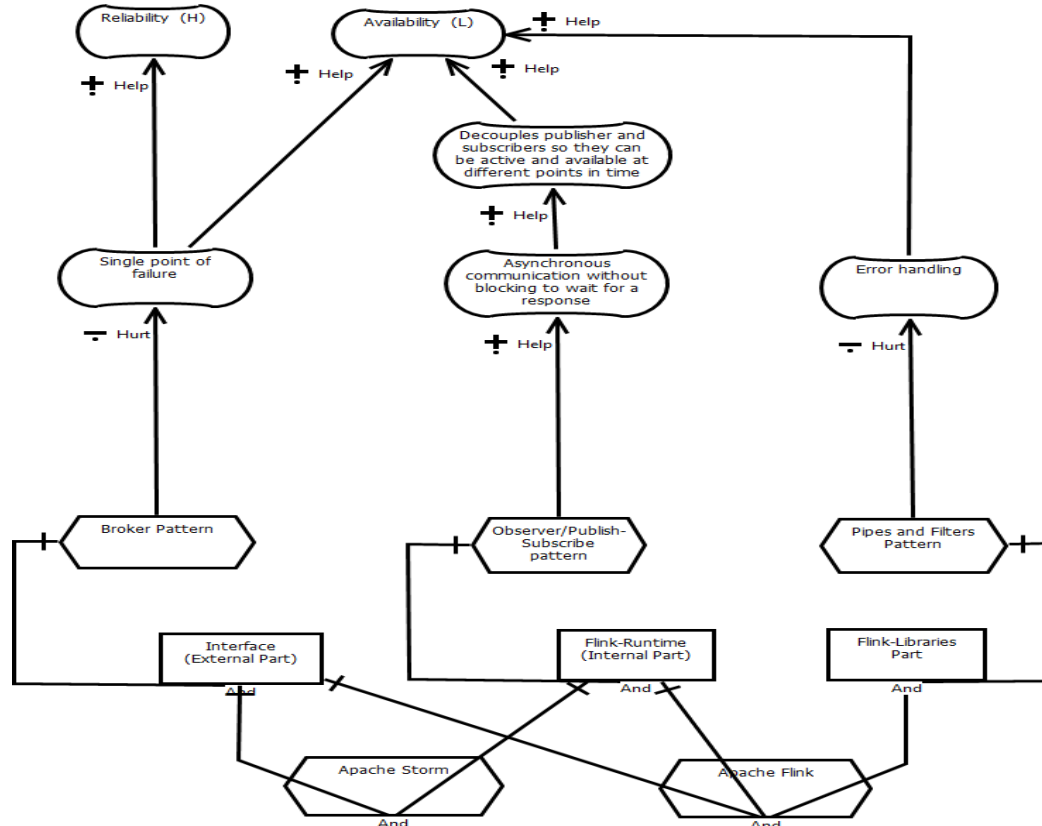 Reliability (H)
Availability (L)
Help
Help
Help
Help
Decouples publisher and
subscribers so they can
be active and available at
different points in time
Help
Single point of
failure
Asynchronous
communication without
blocking to wait for a
response
Error handling
Hurt
Help
Hurt
Broker Pattern
Observer/Publish-
Subscribe
pattern
Pipes and Filters
Pattern
Interface
(External Part)
Flink-Runtime
(Internal Part)
Flink-Libraries
Part
And
And
And
Apache Storm
Apache Flink
And
And